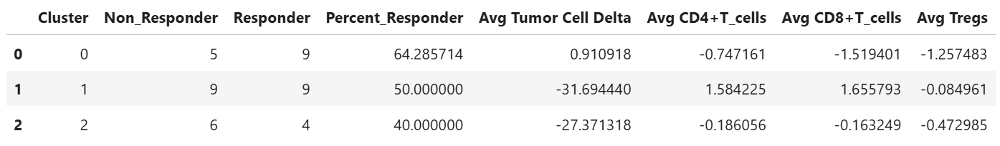 Cluster Non_Responder Responder Percent_Responder Avg Tumor Cell Delta Avg CD4+T_cells Avg CD8+T_cells Avg Tregs
0 0 5 9 64.285714 0.910918 -0.747161 -1.519401 -1.257483
1 1 9 9 50.000000 -31.694440 1.584225 1.655793 -0.084961
2 2 6 4 40.000000 -27.371318 -0.186056 -0.163249 -0.472985